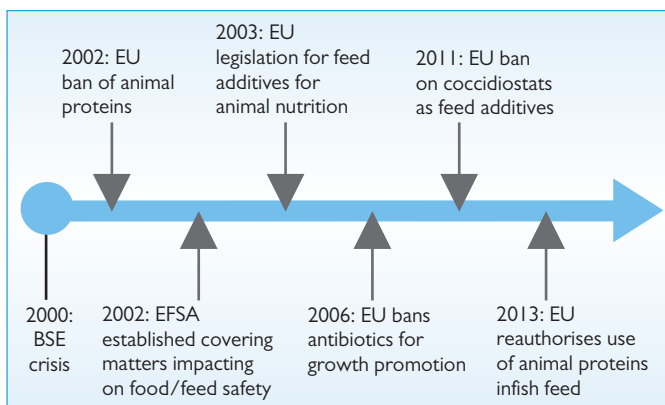 2002: EU
ban of animal
proteins
2003: EU
legislation for feed
additives for
animal nutrition
2011: EU ban
on coccidiostats
as feed additives
2000:
BSE
crisis
2002: EFSA
established covering
matters impacting
on food/feed safety
2006: EU bans
antibiotics for
growth promotion
2013: EU
reauthorises use
of animal proteins
infish feed